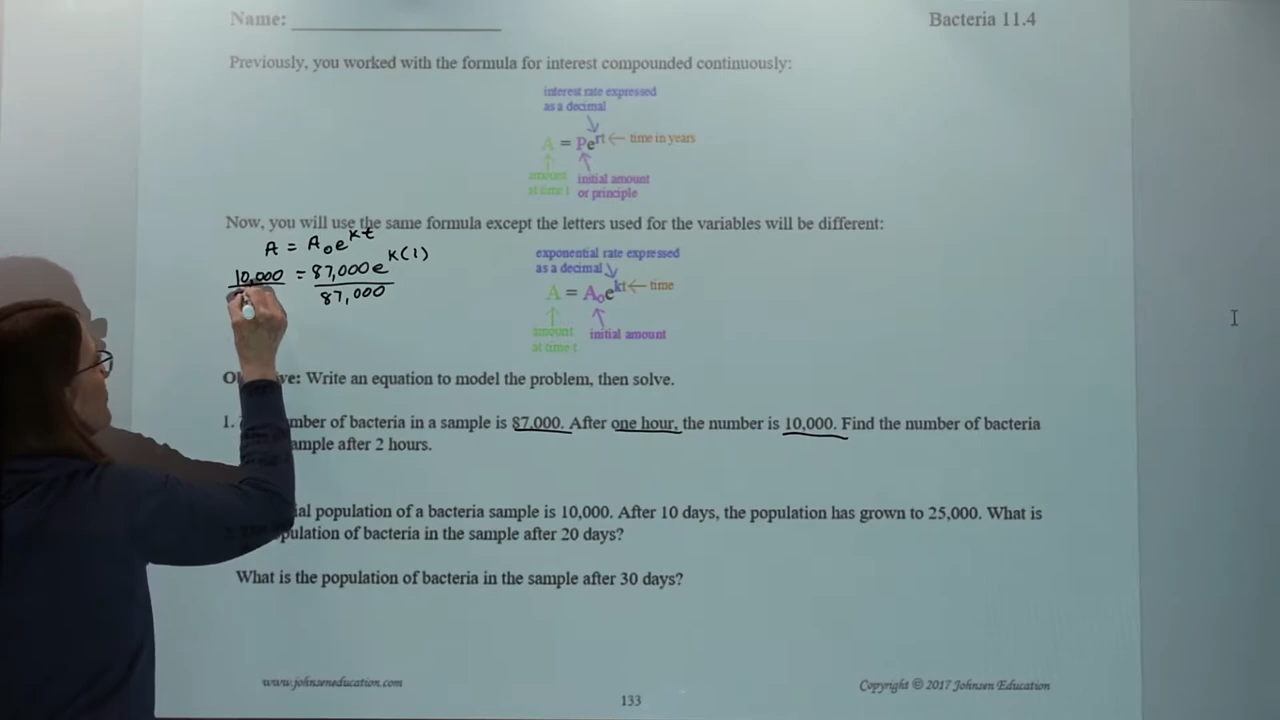 Name: ____________________ Bacteria 11.4
Previously, you worked with the formula for interest compounded continuously:
interest rate expressed
as a decimal
A = Pe^rt ← time in years
amount
at time t
initial amount
or principle
Now, you will use the same formula except the letters used for the variables will be different:
A = A₀e^kt
10,000 = 87,000e^K(1)
87,000
exponential rate expressed
as a decimal
A = A₀e^kt ← time
amount
at time t
initial amount
Write an equation to model the problem, then solve.
1. of bacteria in a sample is 87,000. After one hour, the number is 10,000. Find the number of bacteria
after 2 hours.
population of a bacteria sample is 10,000. After 10 days, the population has grown to 25,000. What is
of bacteria in the sample after 20 days?
What is the population of bacteria in the sample after 30 days?
www.johnseneducation.com
Copyright © 2017 Johnsen Education
133